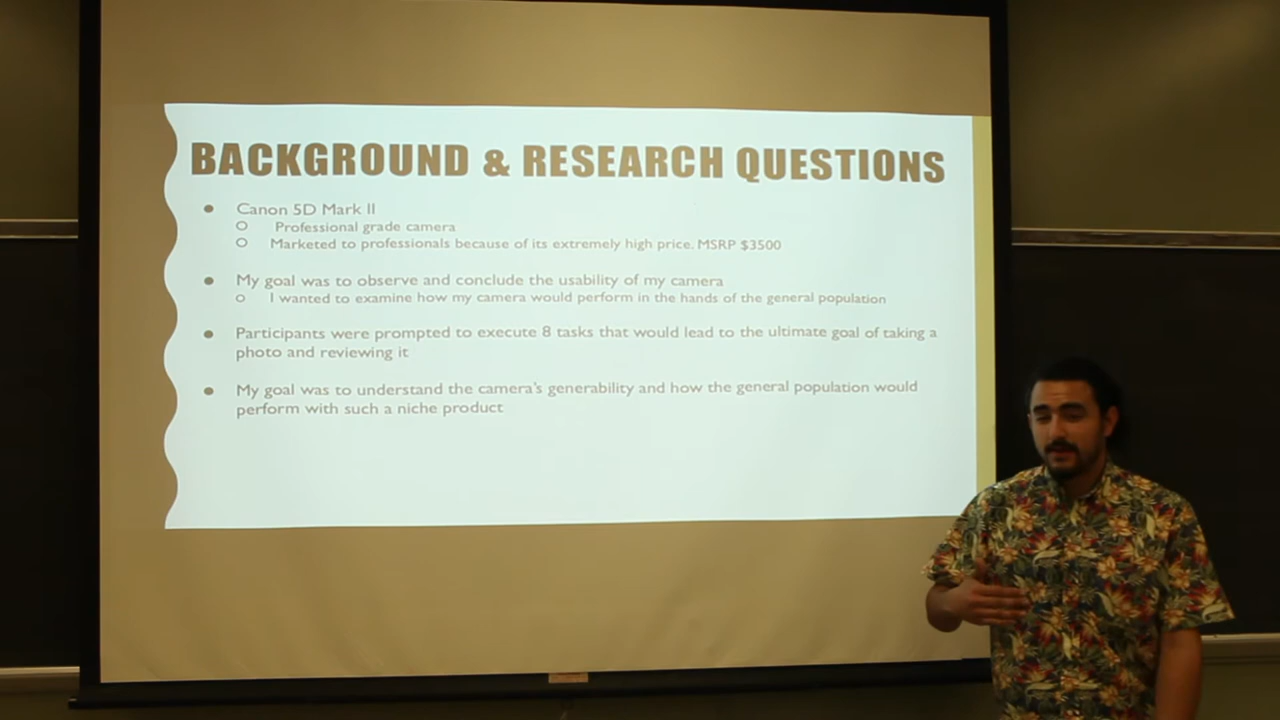 BACKGROUND & RESEARCH QUESTIONS
• Canon 5D Mark II
o Professional grade camera
o Marketed to professionals because of its extremely high price. MSRP $3500
• My goal was to observe and conclude the usability of my camera
o I wanted to examine how my camera would perform in the hands of the general population
• Participants were prompted to execute 8 tasks that would lead to the ultimate goal of taking a
photo and reviewing it
• My goal was to understand the camera's generability and how the general population would
perform with such a niche product